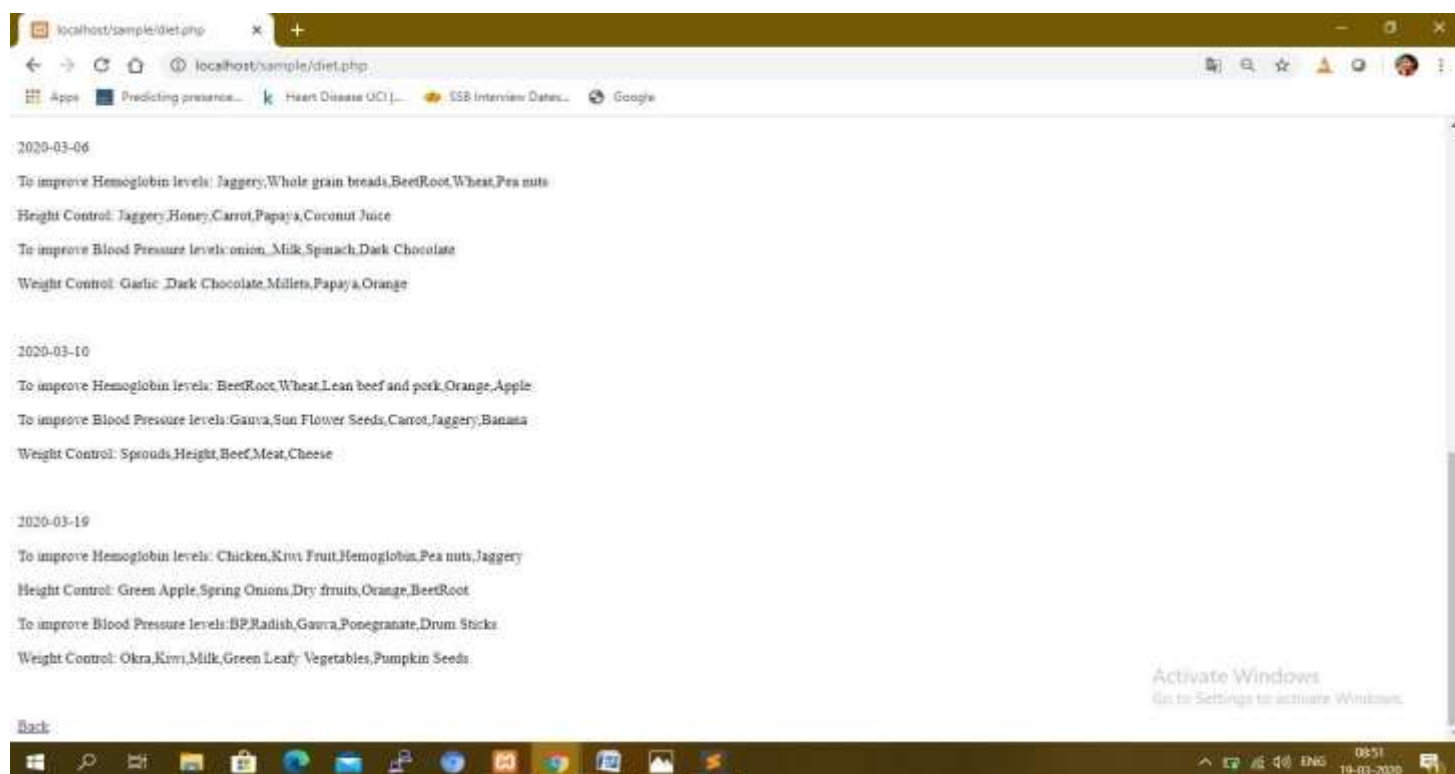 localhost/sample/diet.php
localhost/sample/diet.php
Apps Predicting presence... Heart Disease UCI |... SSB Interview Dates... Google
2020-03-06
To improve Hemoglobin levels: Jaggery,Whole grain breads,BeetRoot,Wheat,Pea nuts
Height Control: Jaggery,Honey,Carrot,Papaya,Coconut Juice
To improve Blood Pressure levels:onion,,Milk,Spinach,Dark Chocolate
Weight Control: Garlic ,Dark Chocolate,Millets,Papaya,Orange
2020-03-10
To improve Hemoglobin levels: BeetRoot,Wheat,Lean beef and pork,Orange,Apple
To improve Blood Pressure levels:Gauva,Sun Flower Seeds,Carrot,Jaggery,Banana
Weight Control: Sprouds,Height,Beef,Meat,Cheese
2020-03-19
To improve Hemoglobin levels: Chicken,Kiwi Fruit,Hemoglobin,Pea nuts,Jaggery
Height Control: Green Apple,Spring Onions,Dry frruits,Orange,BeetRoot
To improve Blood Pressure levels:BP,Radish,Gauva,Ponegranate,Drum Sticks
Weight Control: Okra,Kiwi,Milk,Green Leafy Vegetables,Pumpkin Seeds
Activate Windows
Go to Settings to activate Windows.
Back
ENG 08:51
19-03-2020